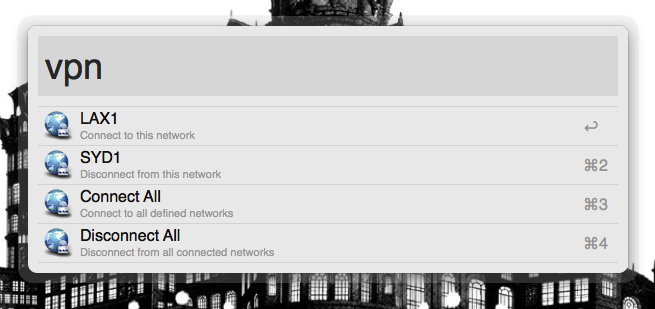 vpn
LAX1
Connect to this network
↩
SYD1
Disconnect from this network
⌘2
Connect All
Connect to all defined networks
⌘3
Disconnect All
Disconnect from all connected networks
⌘4